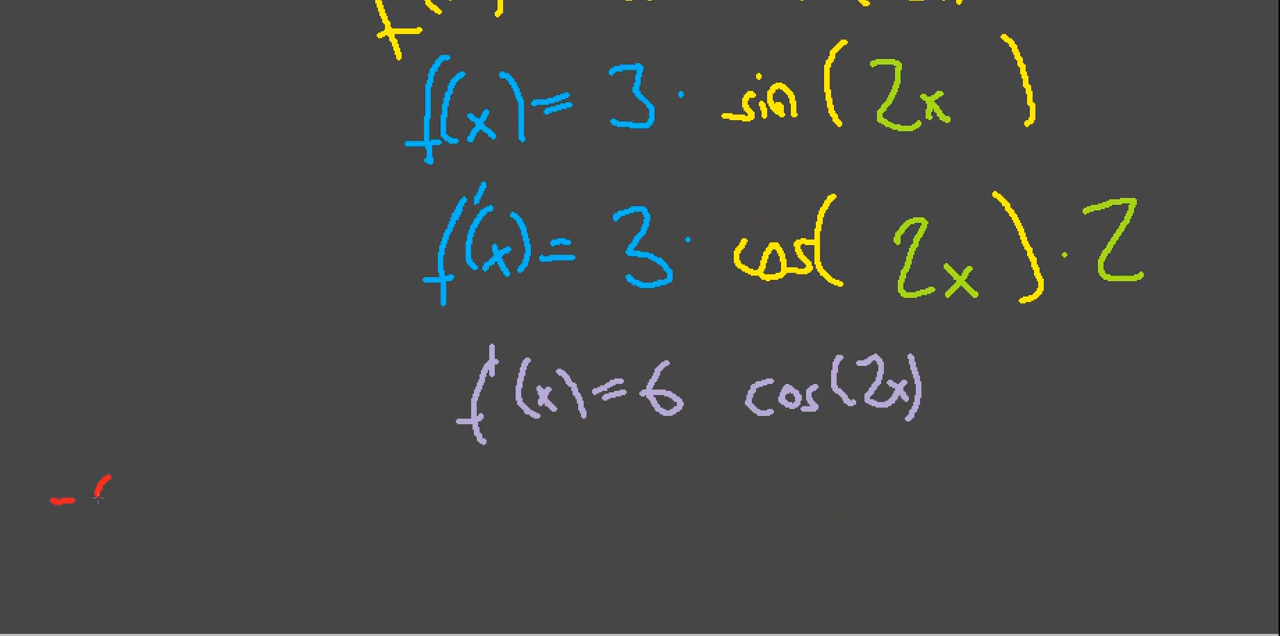 f(x) = 3 · sin(2x)
f'(x) = 3 · cos(2x) · 2
f'(x) = 6 cos(2x)